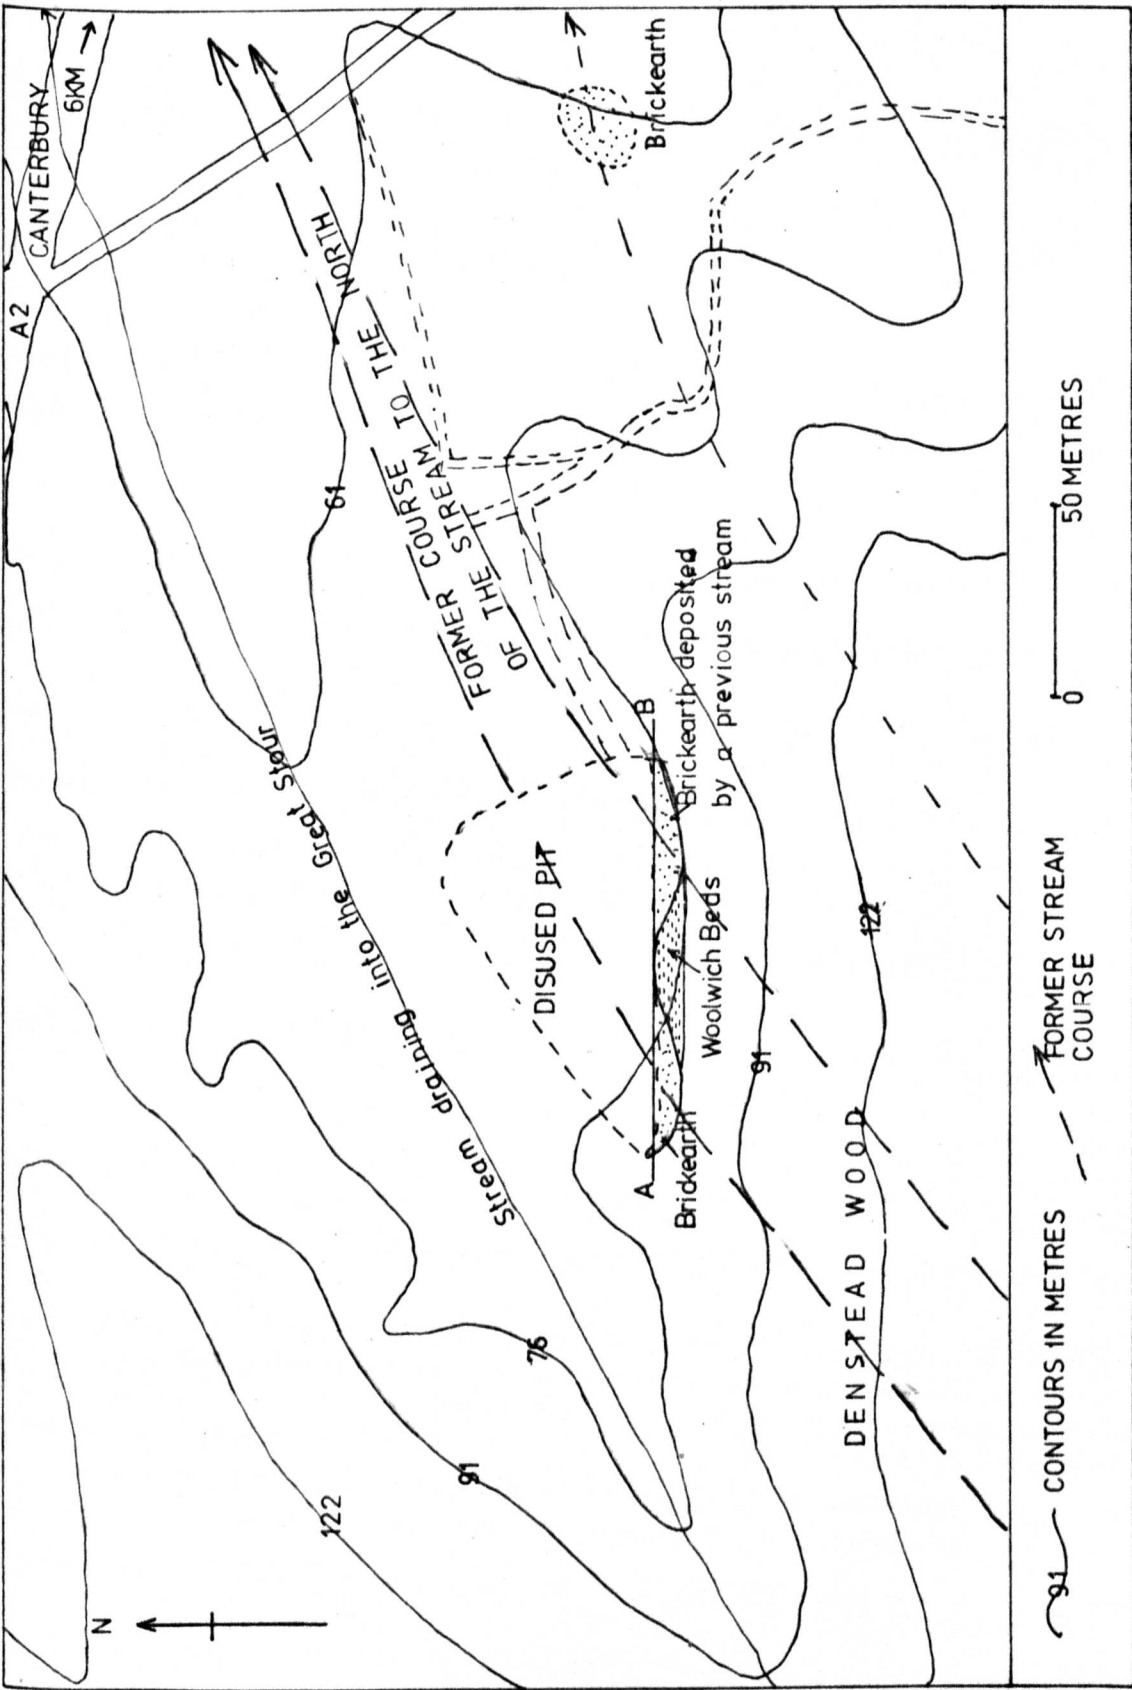 N
A2
CANTERBURY
6KM
122
91
76
61
Stream draining into the Great Stour
FORMER COURSE TO THE NORTH
OF THE STREAM
DISUSED PIT
A
B
Brickearth
Woolwich Beds
Brickearth deposited
by a previous stream
Brickearth
91
122
DENSTEAD WOOD
91
CONTOURS IN METRES
FORMER STREAM
COURSE
0
50 METRES